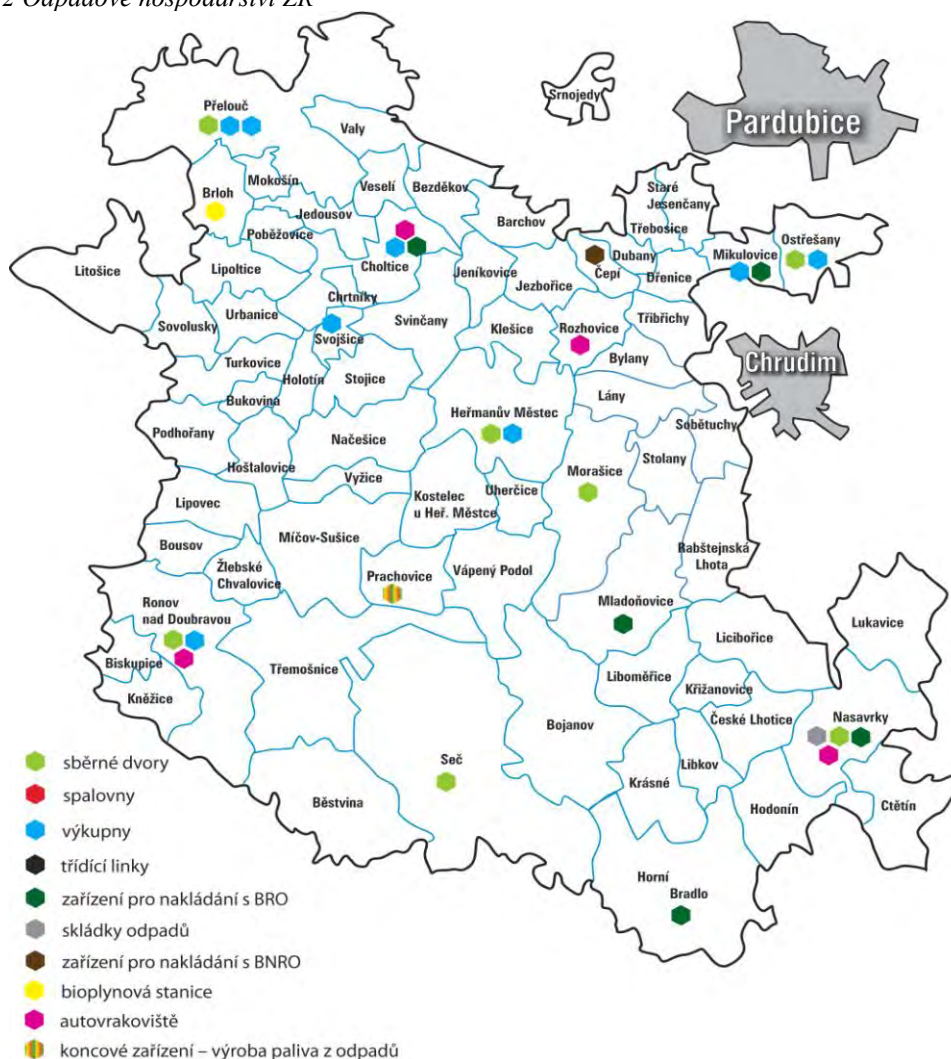 2 Odpadové hospodářství ZR
Srnojedy
Přelouč
Pardubice
Valy
Mokošín
Veselí
Bezděkov
Staré
Jesenčany
Brloh
Jedousov
Barchov
Třebosice
Poběžovice
Ostřešany
Mikulovice
Dubany
Litošice
Lipoltice
Choltice
Jeníkovice
Čepí
Dřenice
Jezbořice
Chrtníky
Urbanice
Svinčany
Třibřichy
Sovolusky
Klešice
Rozhovice
Svojšice
Bylany
Chrudim
Turkovice
Holotín
Stojice
Bukovina
Lány
Heřmanův Městec
Sobětuchy
Podhořany
Načešice
Stolany
Hoštalovice
Morašice
Vyžice
Uherčice
Kostelec
u Heř. Městce
Lipovec
Míčov-Sušice
Bousov
Rabštejnská
Lhota
Žlebské
Chvalovice
Prachovice
Vápený Podol
Ronov
nad Doubravou
Mladoňovice
Lukavice
Licibořice
Biskupice
Třemošnice
Liboměřice
Křižanovice
Kněžice
Nasavrky
České Lhotice
Bojanov
Seč
Libkov
Krásné
Běstvina
Hodonín
Ctětín
Horní
Bradlo
sběrné dvory
spalovny
výkupny
třídící linky
zařízení pro nakládání s BRO
skládky odpadů
zařízení pro nakládání s BNRO
bioplynová stanice
autovrakoviště
koncové zařízení – výroba paliva z odpadů